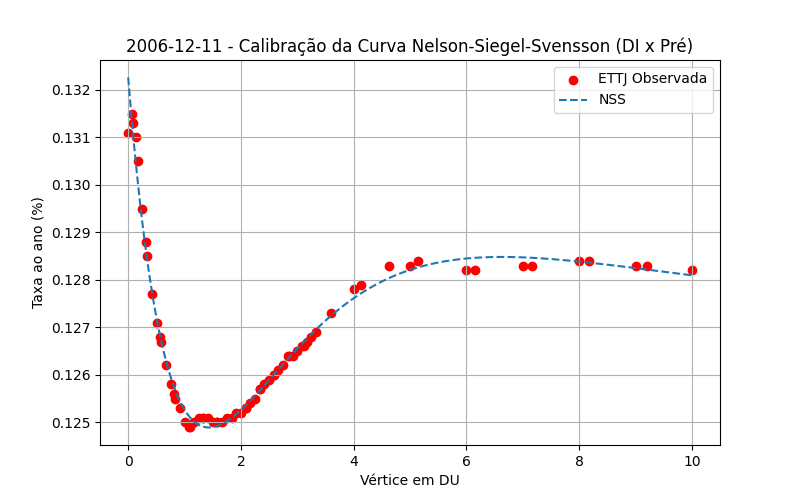 2006-12-11 - Calibração da Curva Nelson-Siegel-Svensson (DI x Pré)
ETTJ Observada
NSS
0.132
0.131
0.130
0.129
0.128
0.127
0.126
0.125
Taxa ao ano (%)
0 2 4 6 8 10
Vértice em DU